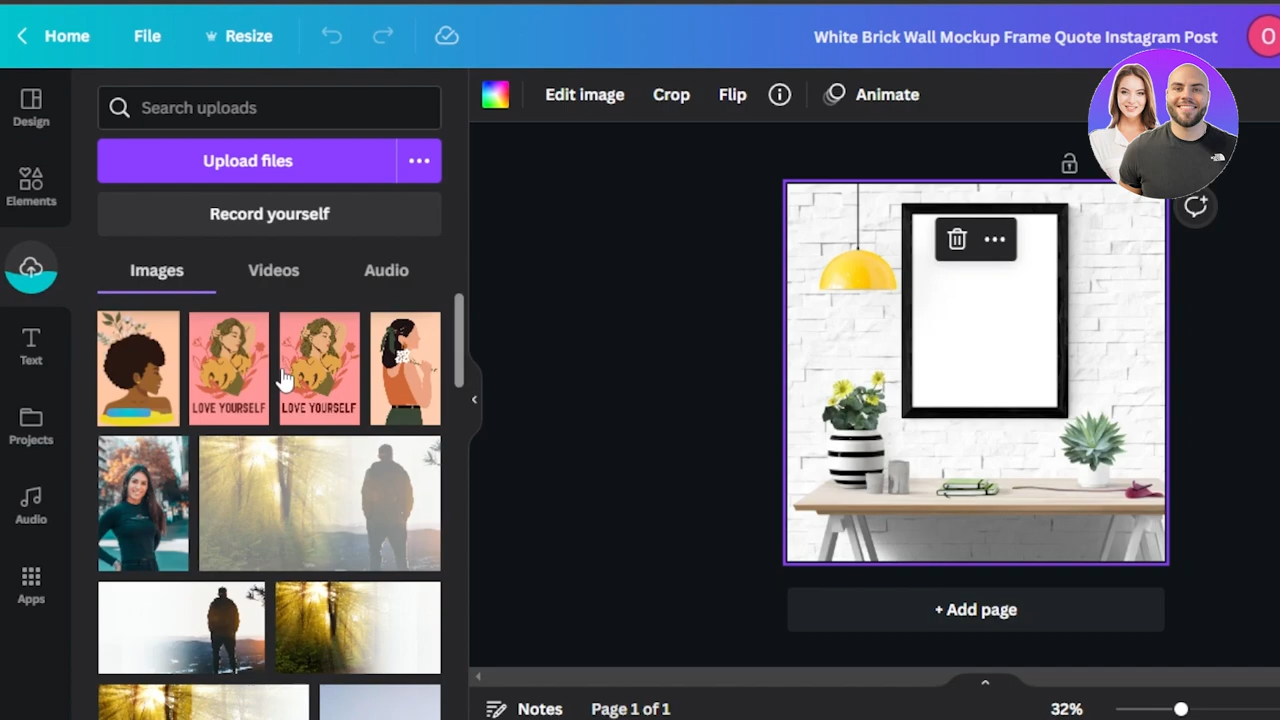 Home File Resize White Brick Wall Mockup Frame Quote Instagram Post O
Design
Search uploads
Edit image Crop Flip Animate
Upload files
Elements
Record yourself
Images Videos Audio
Text
LOVE YOURSELF LOVE YOURSELF
Projects
Audio
Apps
+ Add page
Notes Page 1 of 1 32%